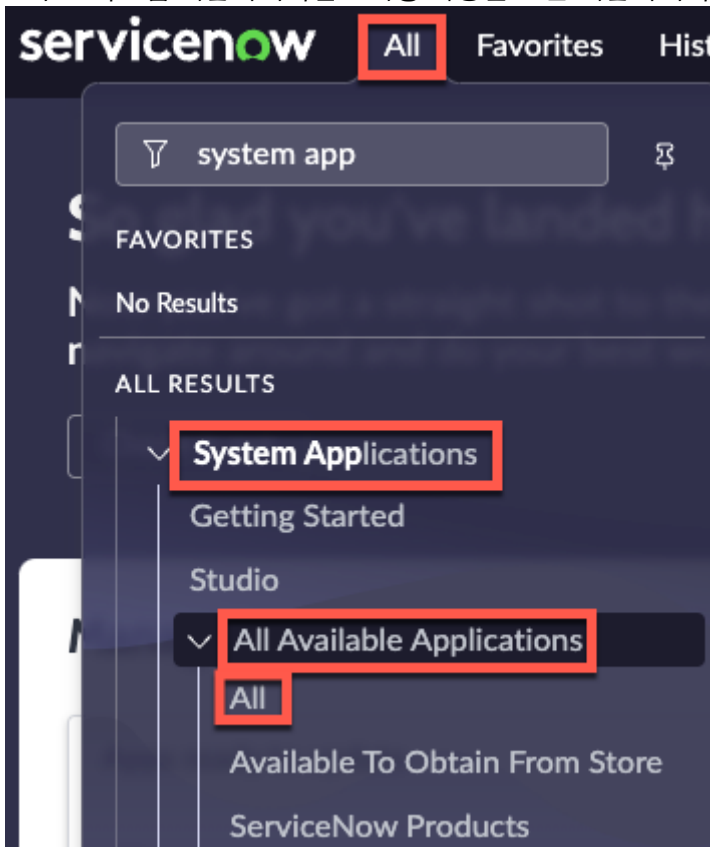 servicenow All Favorites Hist
system app
FAVORITES
No Results
ALL RESULTS
System Applications
Getting Started
Studio
All Available Applications
All
Available To Obtain From Store
ServiceNow Products